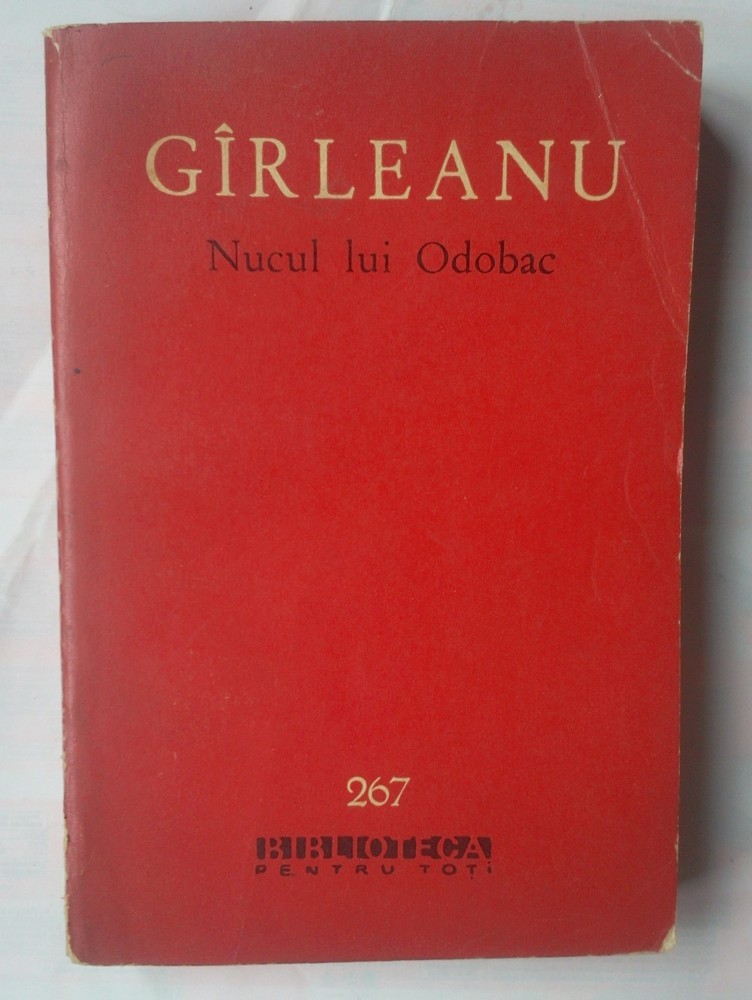 GÎRLEANU
Nucul lui Odobac
267
BIBLIOTECA
PENTRU TOȚI